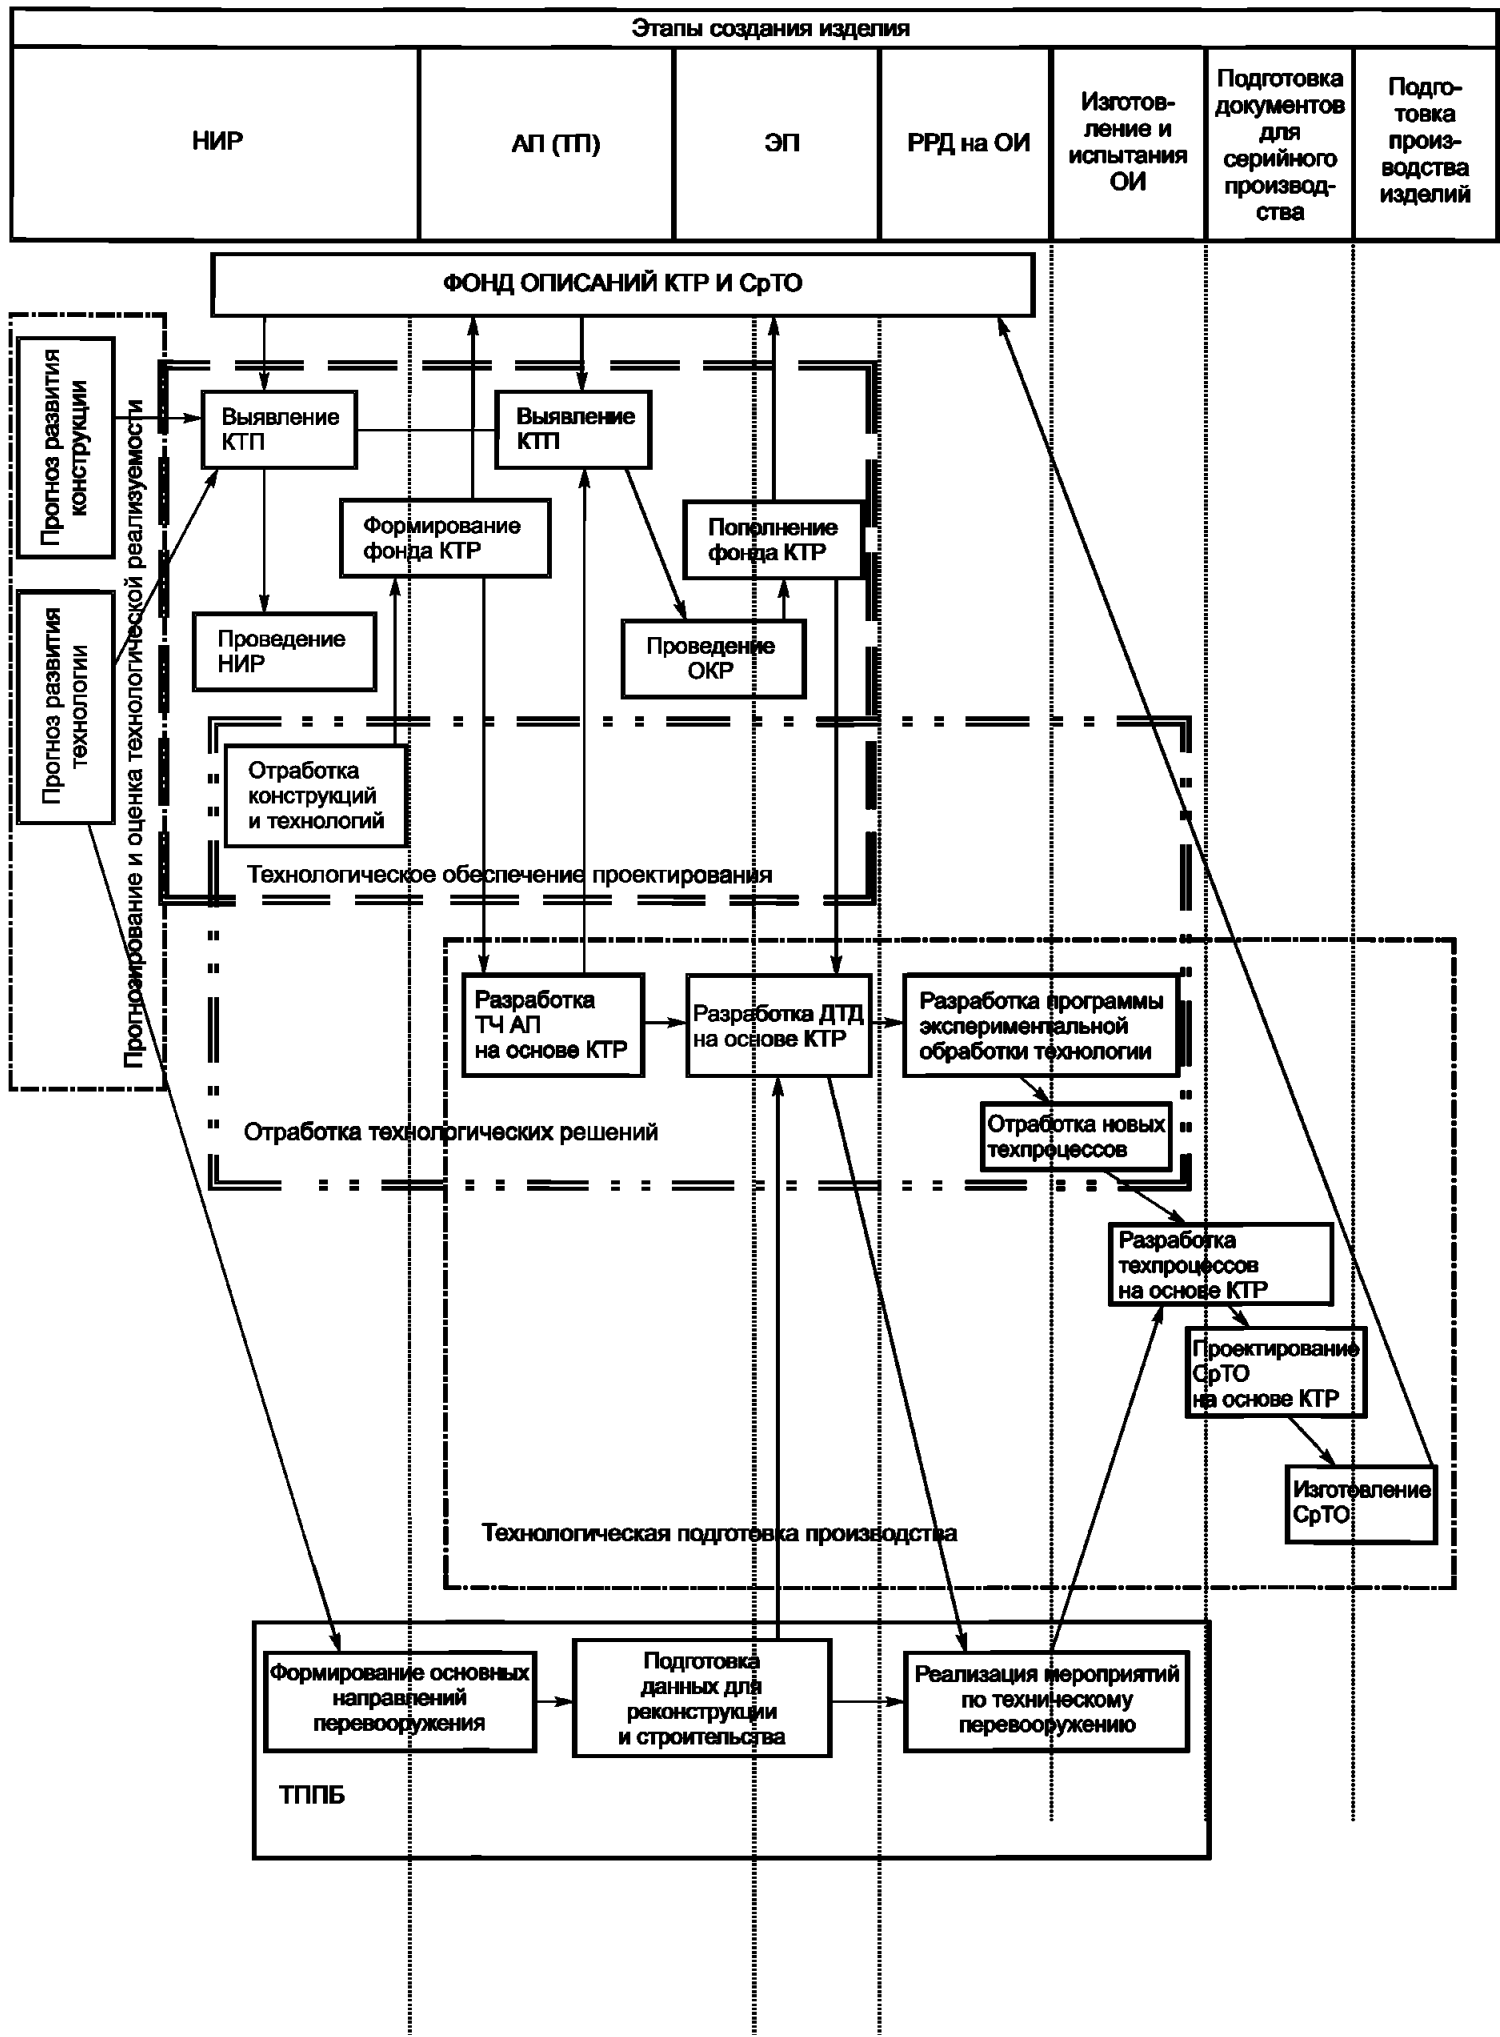 Этапы создания изделия
НИР
АП (ТП)
ЭП
РРД на ОИ
Изготов-
ление и
испытания
ОИ
Подготовка
документов
для
серийного
производ-
ства
Подго-
товка
произ-
водства
изделий
ФОНД ОПИСАНИЙ КТР И СрТО
Прогноз развития
конструкции
Прогноз развития
технологии
Прогнозирование и оценка технологической реализуемости
Выявление
КТП
Выявление
КТП
Формирование
фонда КТР
Пополнение
фонда КТР
Проведение
НИР
Проведение
ОКР
Отработка
конструкций
и технологий
Технологическое обеспечение проектирования
Разработка
ТЧ АП
на основе КТР
Разработка ДТД
на основе КТР
Разработка программы
экспериментальной
обработки технологии
Отработка новых
техпроцессов
Отработка технологических решений
Разработка
техпроцессов
на основе КТР
Проектирование
СрТО
на основе КТР
Изготовление
СрТО
Технологическая подготовка производства
Формирование основных
направлений
перевооружения
Подготовка
данных для
реконструкции
и строительства
Реализация мероприятий
по техническому
перевооружению
ТППБ